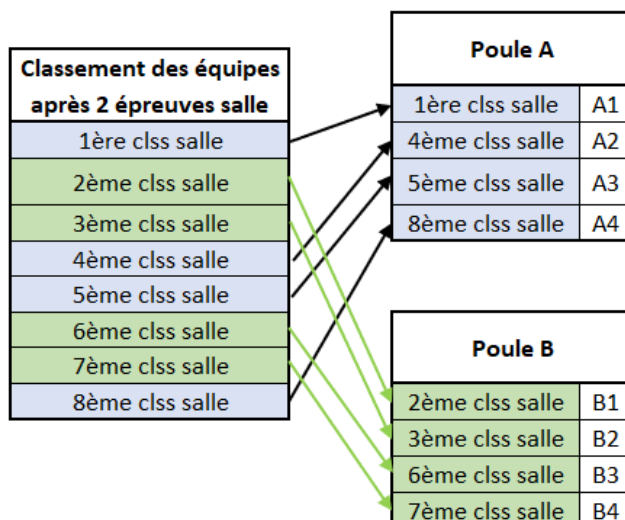 Classement des équipes
après 2 épreuves salle
1ère clss salle
2ème clss salle
3ème clss salle
4ème clss salle
5ème clss salle
6ème clss salle
7ème clss salle
8ème clss salle
Poule A
1ère clss salle A1
4ème clss salle A2
5ème clss salle A3
8ème clss salle A4
Poule B
2ème clss salle B1
3ème clss salle B2
6ème clss salle B3
7ème clss salle B4